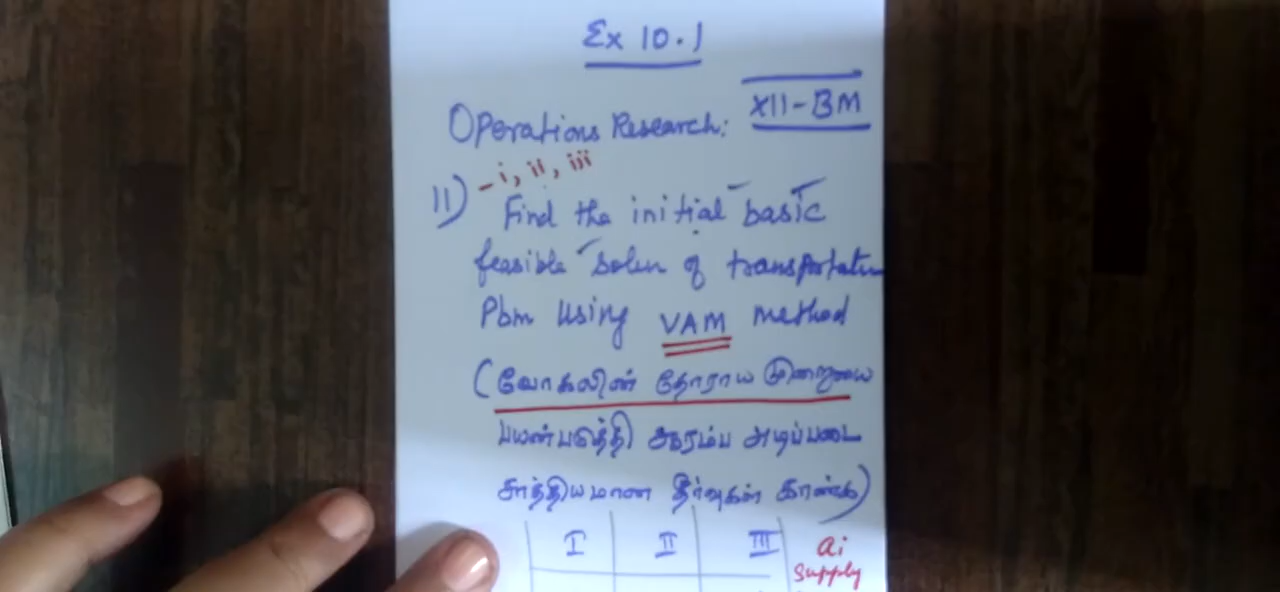 Ex 10.1
XII-BM
Operations Research:
11) - i, ii, iii
Find the initial basic
feasible Soln of transportatn
Pbm using VAM method
(வோகலின் தோராய முறையை
பயன்படுத்தி ஆரம்ப அடிப்படை
சாத்தியமான தீர்வுகள் காண்க)
I II III ai
Supply